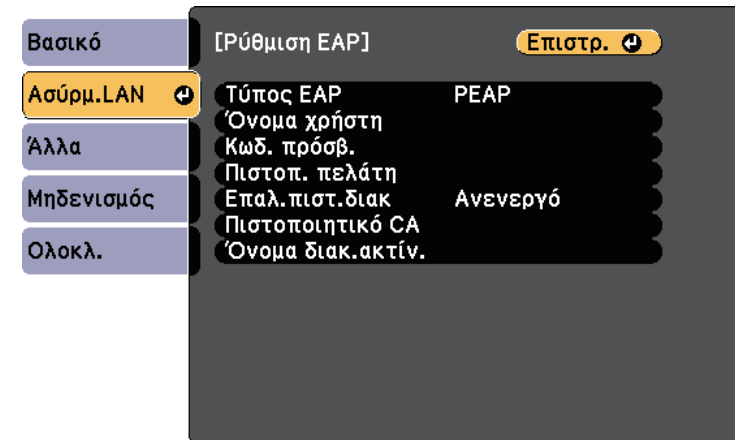 Βασικό
Ασύρμ.LAN
Άλλα
Μηδενισμός
Ολοκλ.
[Ρύθμιση EAP]
Επιστρ.
Τύπος EAP PEAP
Όνομα χρήστη
Κωδ. πρόσβ.
Πιστοπ. πελάτη
Επαλ.πιστ.διακ Ανενεργό
Πιστοποιητικό CA
Όνομα διακ.ακτίν.